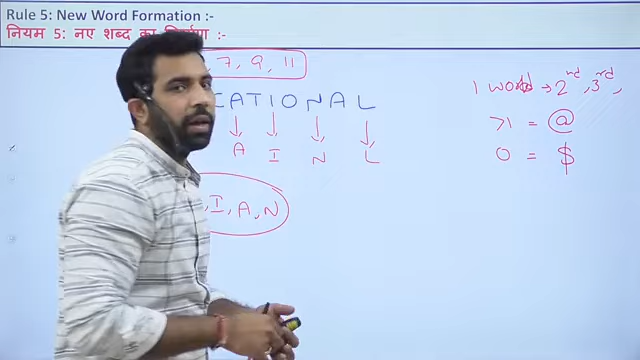 Rule 5: New Word Formation :-
नियम 5: नए शब्द का निर्माण :-
, 7, 9, 11
CATIONAL
A I N L
, I, A, N
1 word → 2nd, 3rd,
>1 = @
0 = $